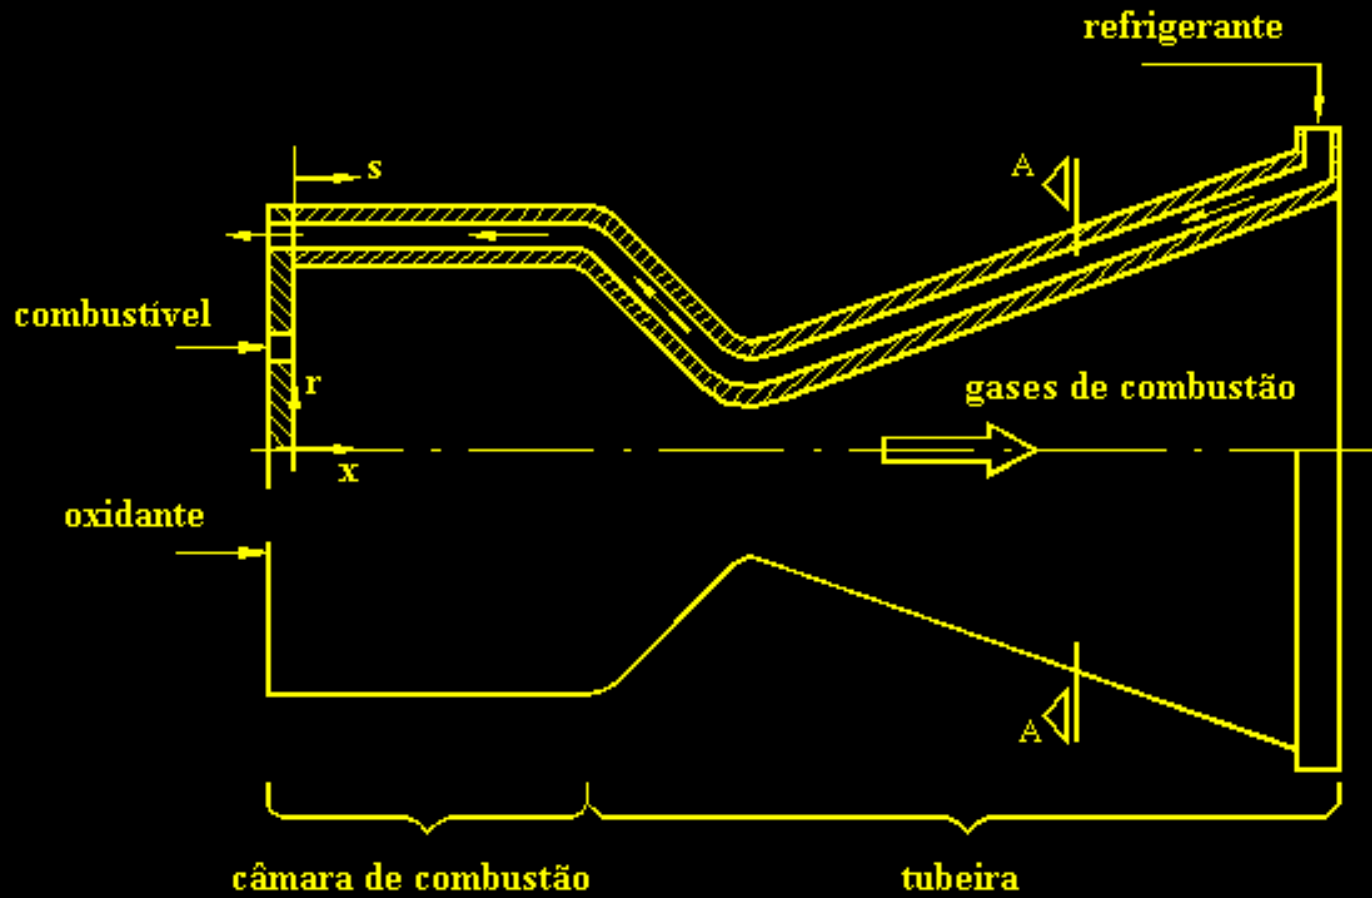 refrigerante
A
s
combustível
r
gases de combustão
x
oxidante
A
câmara de combustão
tubeira